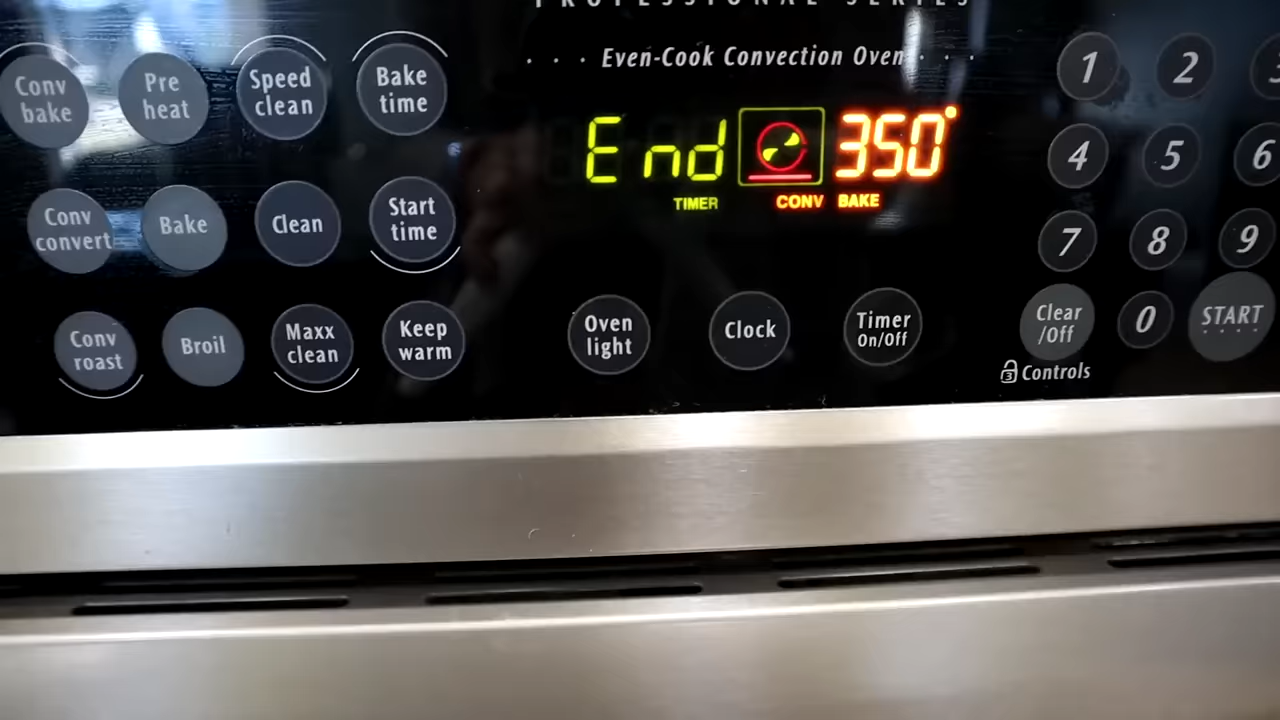 PROFESSIONAL SERIES
· · · Even-Cook Convection Oven · · ·
Conv bake
Pre heat
Speed clean
Bake time
End 350°
TIMER CONV BAKE
1 2 3
4 5 6
Conv convert
Bake
Clean
Start time
7 8 9
Conv roast
Broil
Maxx clean
Keep warm
Oven light
Clock
Timer On/Off
Clear /Off
0
START
3 Controls